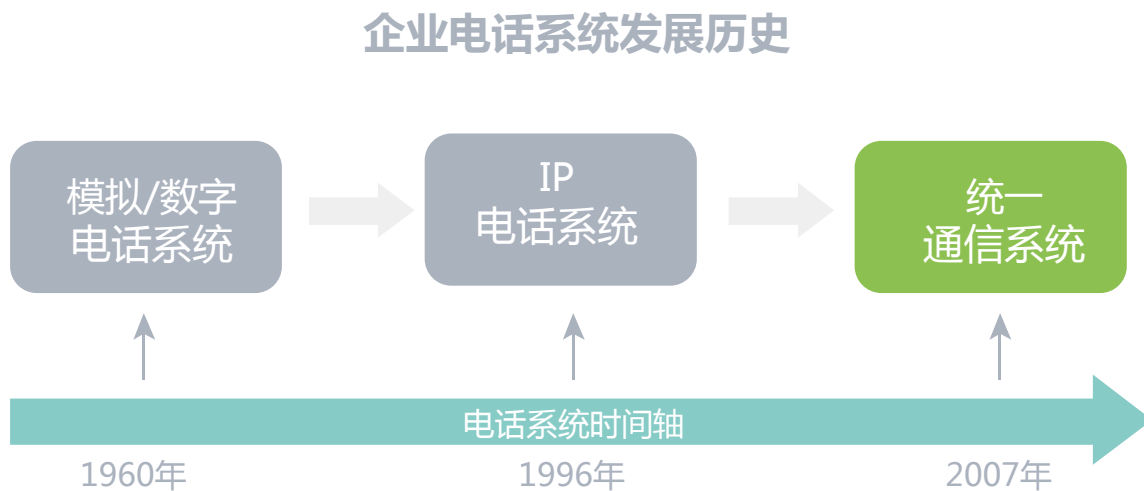 企业电话系统发展历史
模拟/数字
电话系统
IP
电话系统
统一
通信系统
电话系统时间轴
1960年
1996年
2007年